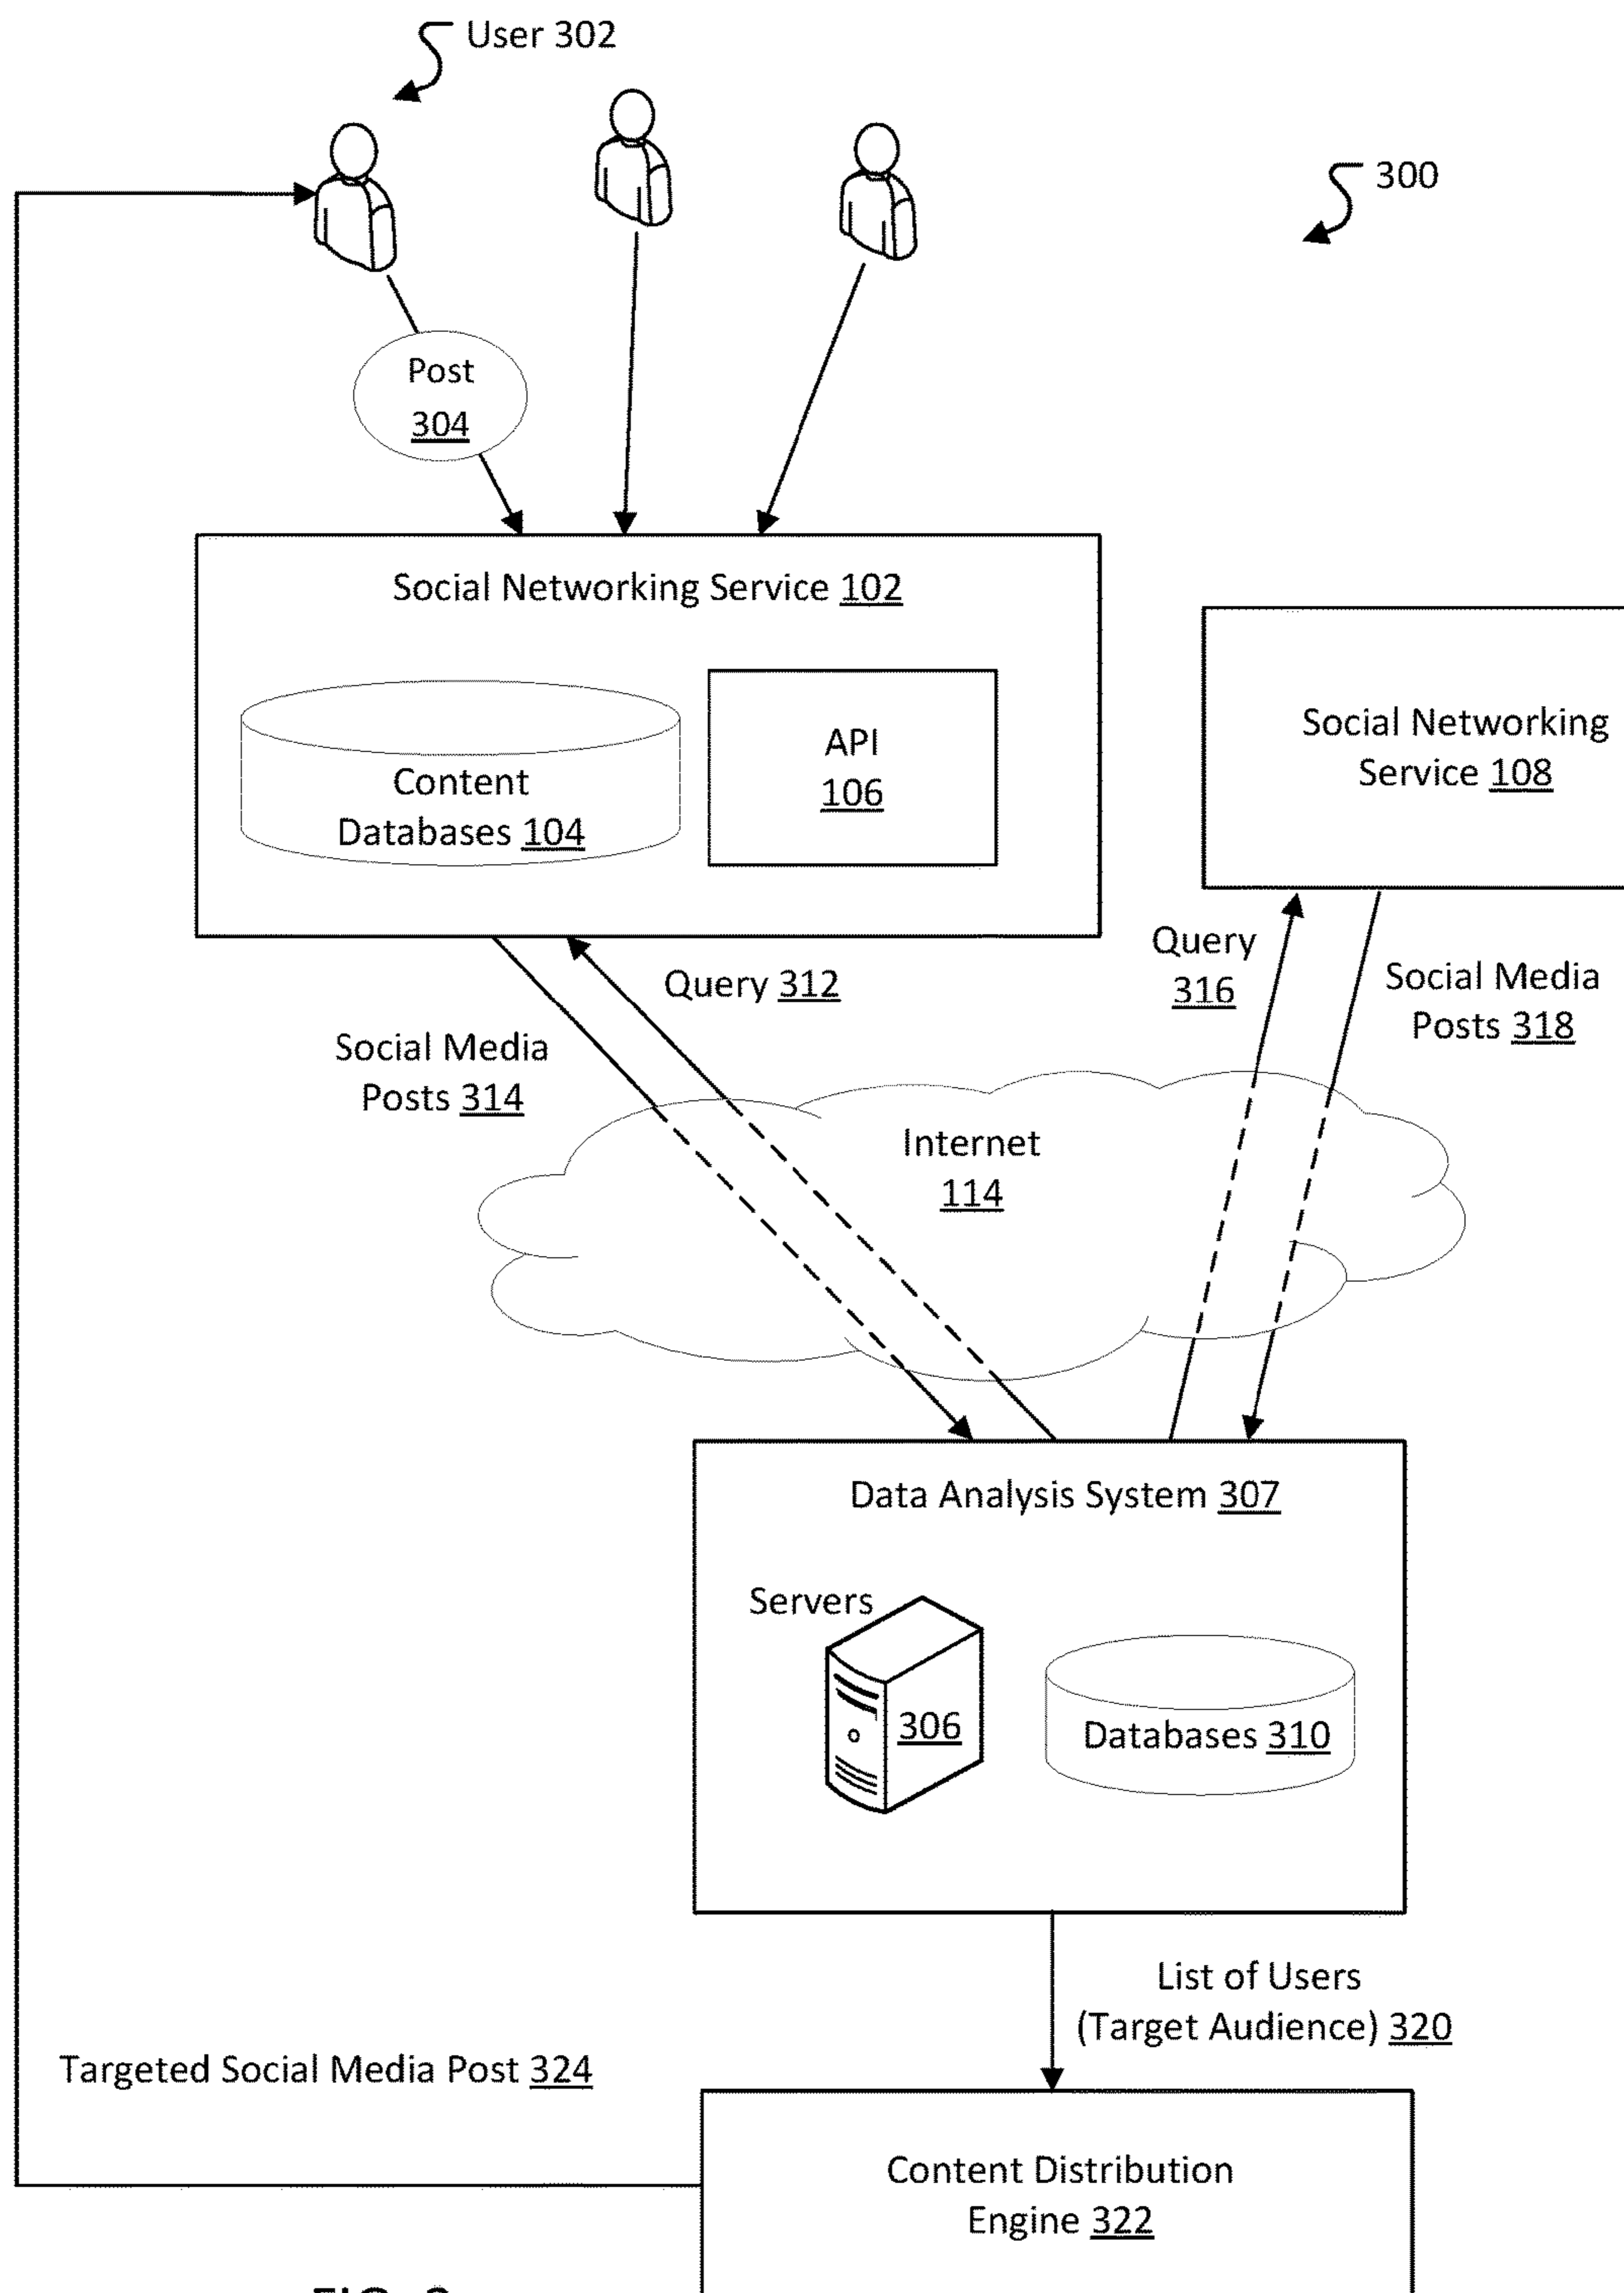 User 302
300
Post
304
Social Networking Service 102
Content
Databases 104
API
106
Social Networking
Service 108
Query 312
Query
316
Social Media
Posts 318
Social Media
Posts 314
Internet
114
Data Analysis System 307
Servers
306
Databases 310
List of Users
(Target Audience) 320
Targeted Social Media Post 324
Content Distribution
Engine 322